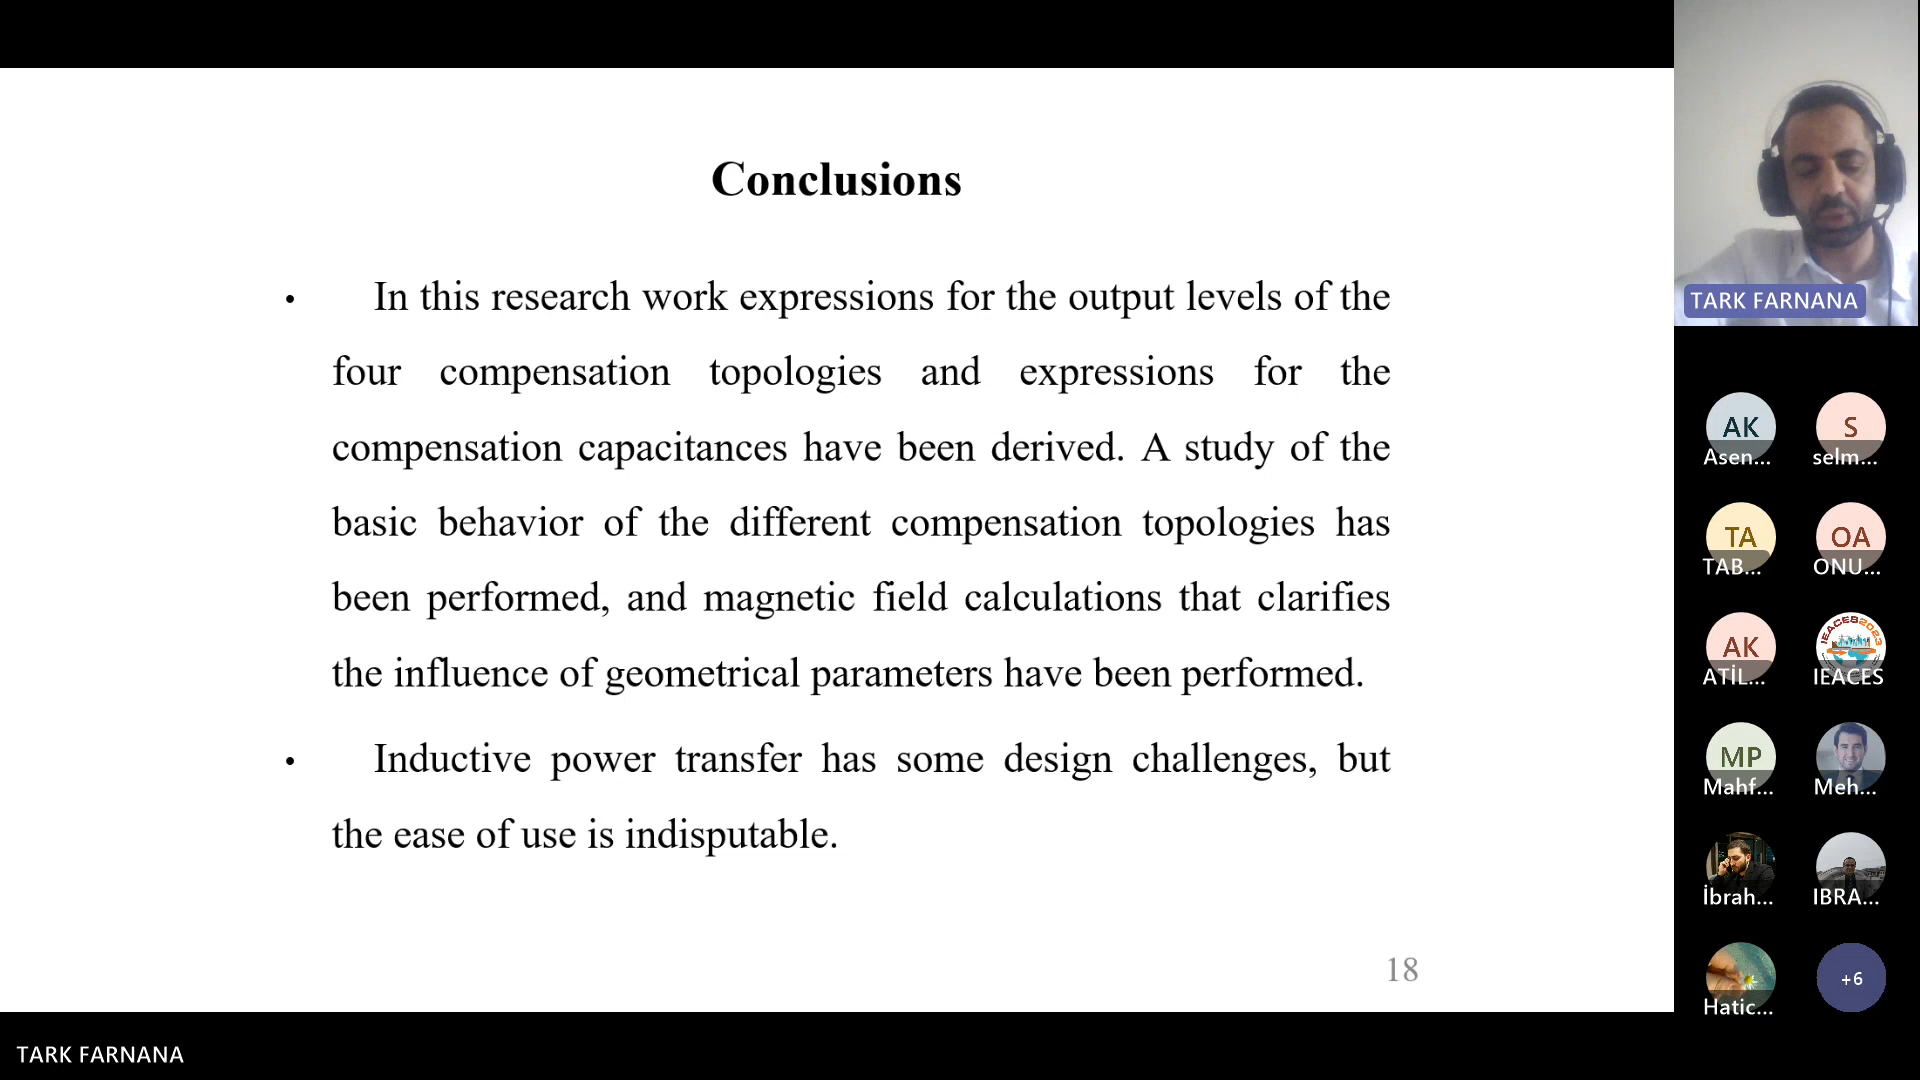 Conclusions
• In this research work expressions for the output levels of the
four compensation topologies and expressions for the
compensation capacitances have been derived. A study of the
basic behavior of the different compensation topologies has
been performed, and magnetic field calculations that clarifies
the influence of geometrical parameters have been performed.
• Inductive power transfer has some design challenges, but
the ease of use is indisputable.
18
TARK FARNANA
TARK FARNANA
AK
Asen...
S
selm...
TA
TAB...
OA
ONU...
AK
ATİL...
IEACES2023
IEACES
MP
Mahf...
Meh...
İbrah...
IBRA...
Hatic...
+6